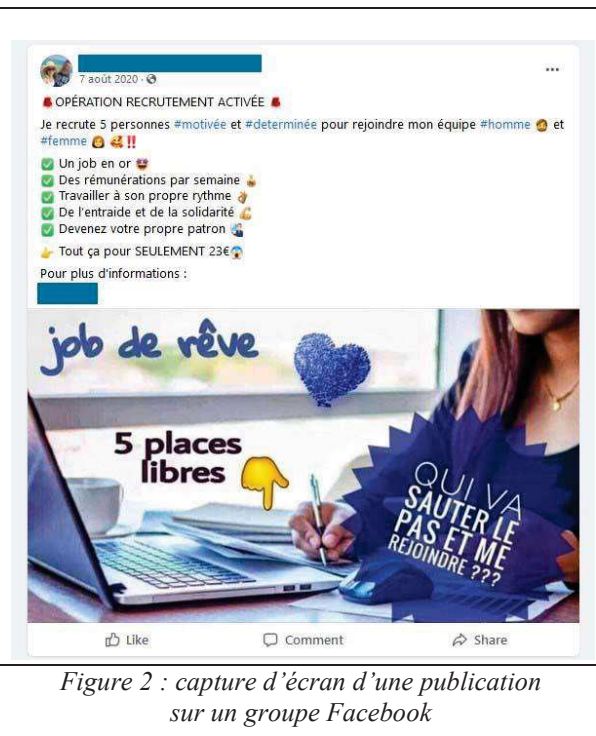 7 août 2020 ·
...
OPÉRATION RECRUTEMENT ACTIVÉE
Je recrute 5 personnes #motivée et #determinée pour rejoindre mon équipe #homme et
#femme !!
Un job en or
Des rémunérations par semaine
Travailler à son propre rythme
De l'entraide et de la solidarité
Devenez votre propre patron
Tout ça pour SEULEMENT 23€
Pour plus d'informations :
job de rêve
5 places
libres
QUI VA
SAUTER LE
PAS ET ME
REJOINDRE ???
Like Comment Share
Figure 2 : capture d'écran d'une publication
sur un groupe Facebook